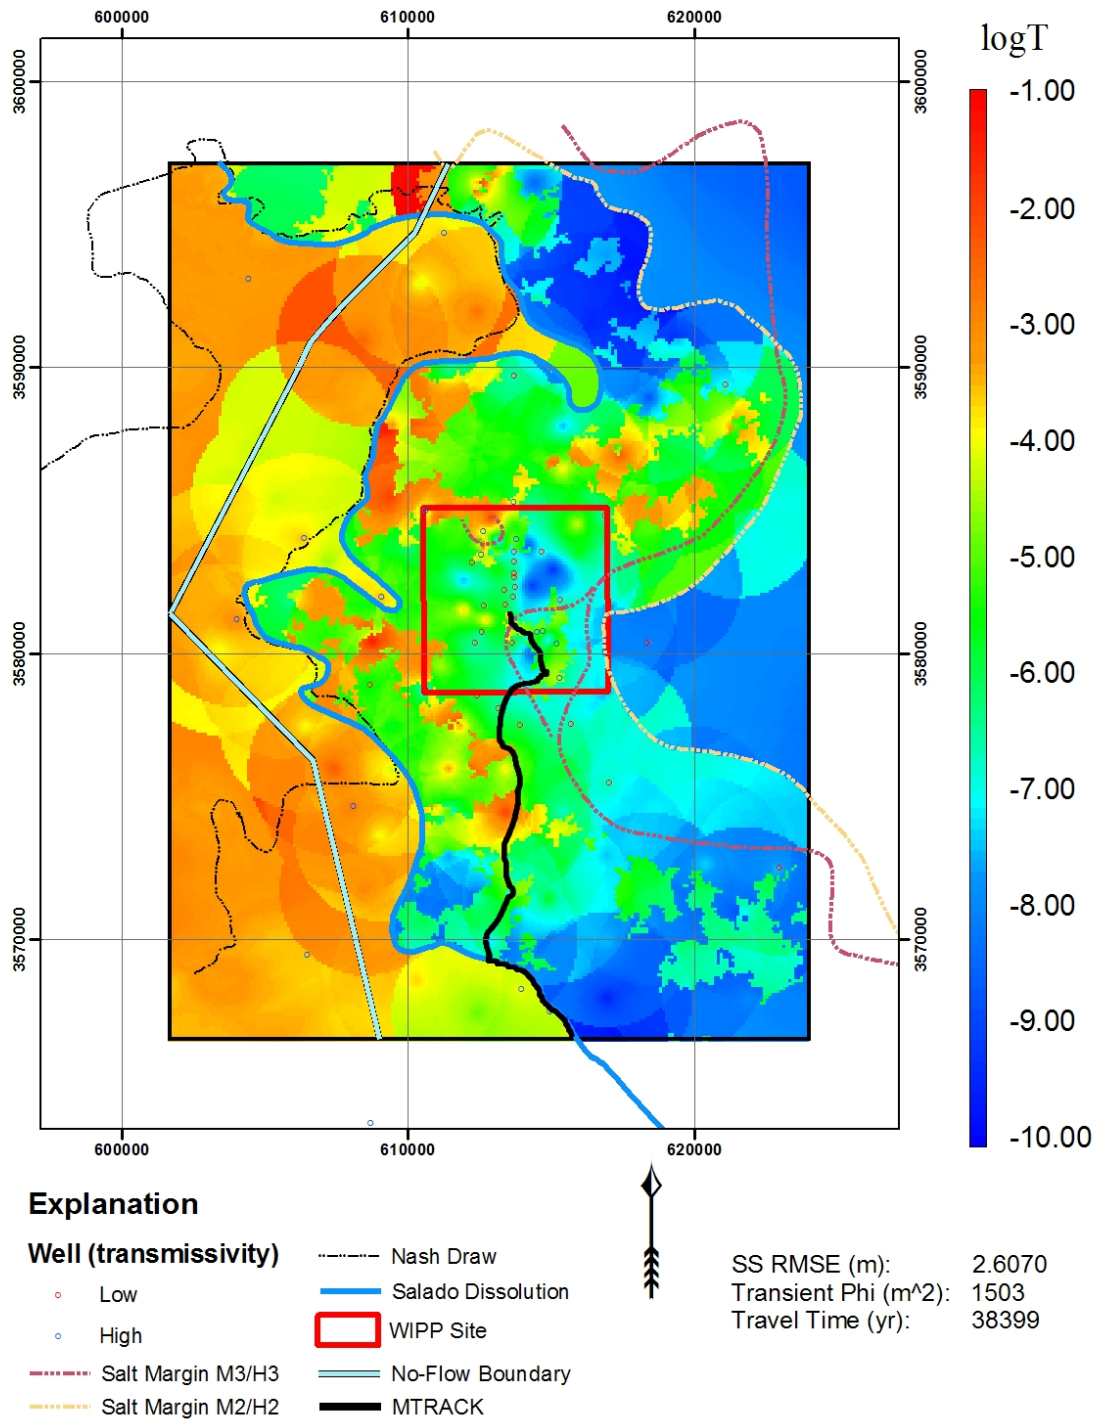 600000 610000 620000
logT
3600000 3600000
3590000 3590000
3580000 3580000
3570000 3570000
-1.00
-2.00
-3.00
-4.00
-5.00
-6.00
-7.00
-8.00
-9.00
-10.00
600000 610000 620000
Explanation
Well (transmissivity)
Low
High
Salt Margin M3/H3
Salt Margin M2/H2
Nash Draw
Salado Dissolution
WIPP Site
No-Flow Boundary
MTRACK
SS RMSE (m): 2.6070
Transient Phi (m^2): 1503
Travel Time (yr): 38399